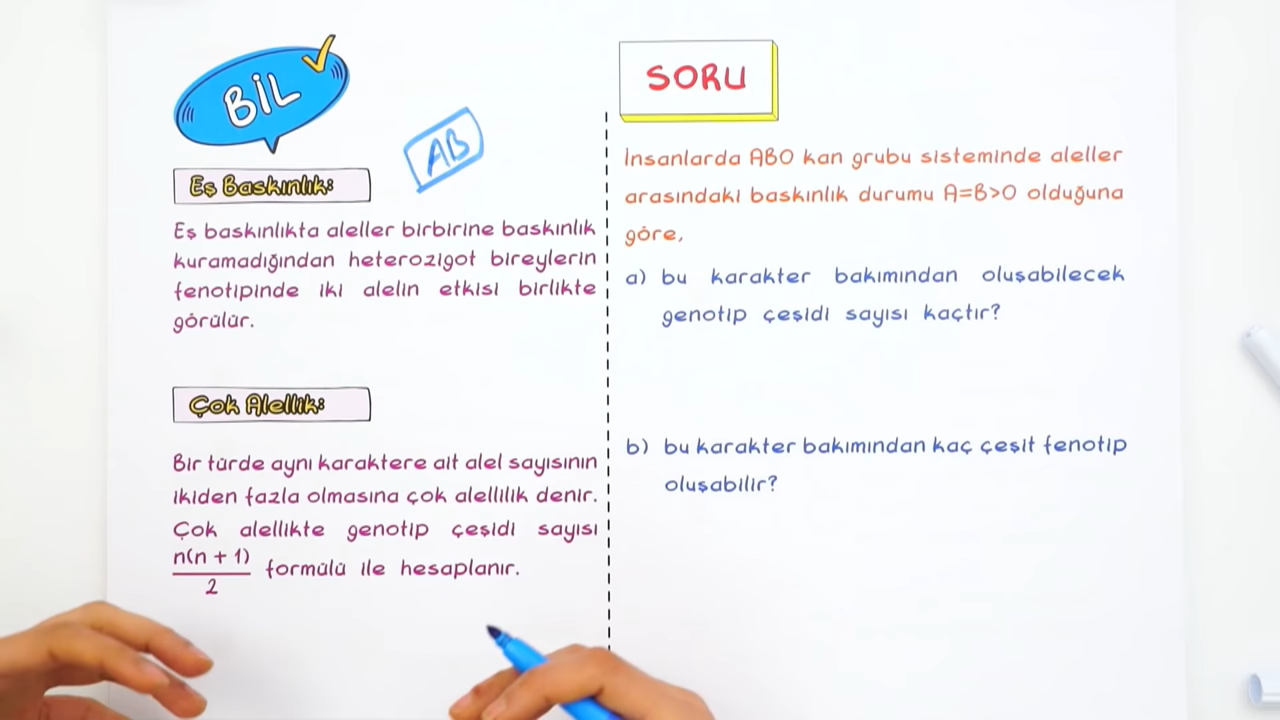 BİL
AB
Eş Baskınlık:
Eş baskınlıkta aleller birbirine baskınlık
kuramadığından heterozigot bireylerin
fenotipinde iki alelin etkisi birlikte
görülür.
Çok Alellik:
Bir türde aynı karaktere ait alel sayısının
ikiden fazla olmasına çok alellilik denir.
Çok alellikte genotip çeşidi sayısı
n(n + 1)
2
formülü ile hesaplanır.
SORU
İnsanlarda ABO kan grubu sisteminde aleller
arasındaki baskınlık durumu A=B>O olduğuna
göre,
a) bu karakter bakımından oluşabilecek
genotip çeşidi sayısı kaçtır?
b) bu karakter bakımından kaç çeşit fenotip
oluşabilir?